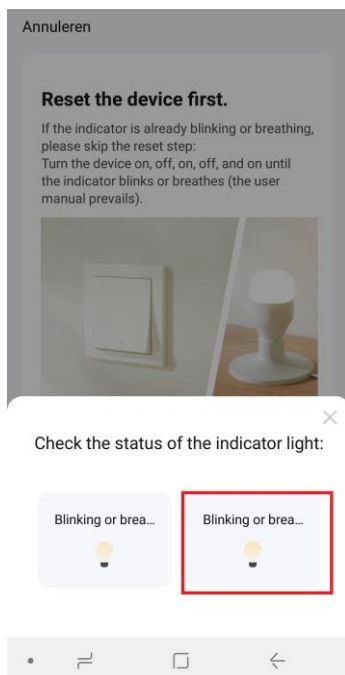 Annuleren
Reset the device first.
If the indicator is already blinking or breathing,
please skip the reset step:
Turn the device on, off, on, off, and on until
the indicator blinks or breathes (the user
manual prevails).
Check the status of the indicator light:
Blinking or brea...
Blinking or brea...